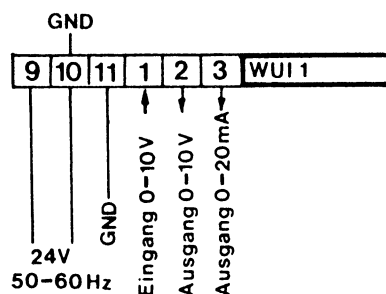 GND
9 10 11 1 2 3 WUI 1
GND
Eingang 0-10V
Ausgang 0-10V
Ausgang 0-20mA
24V
50-60Hz